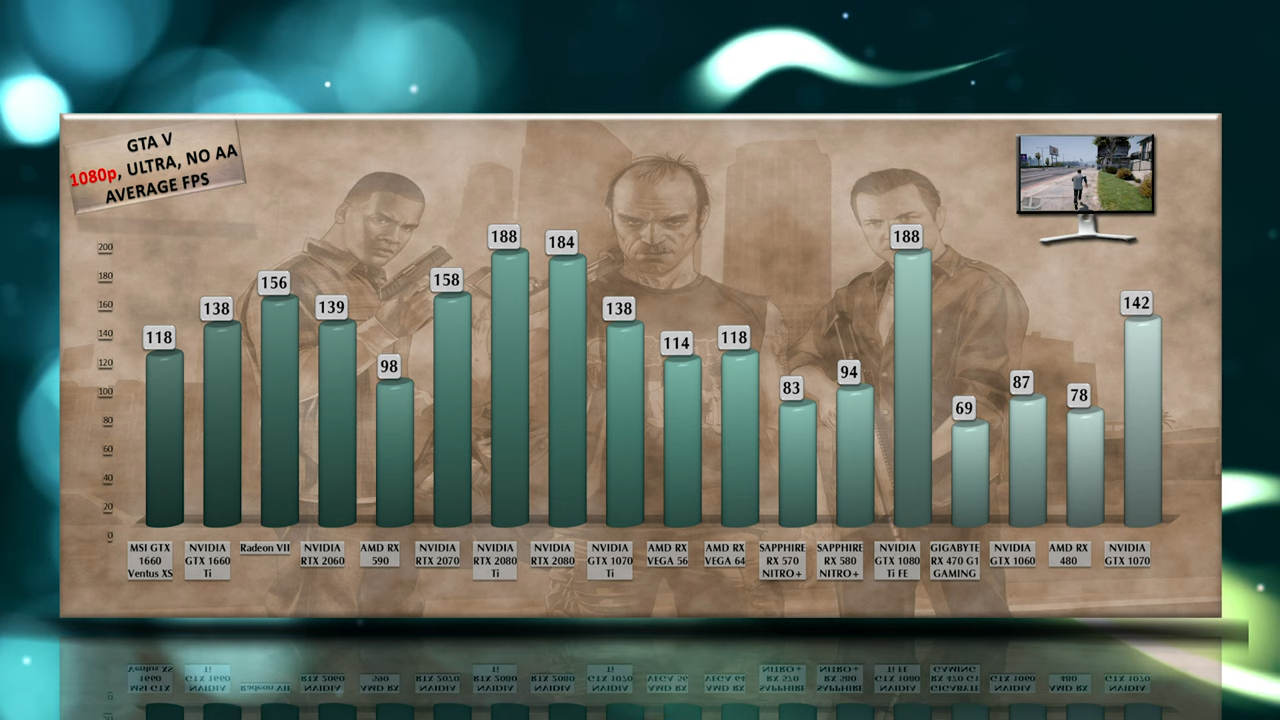 GTA V
1080p, ULTRA, NO AA
AVERAGE FPS
200
180
160
140
120
100
80
60
40
20
0
118
138
156
139
98
158
188
184
138
114
118
83
94
188
69
87
78
142
MSI GTX
1660
Ventus XS
NVIDIA
GTX 1660
Ti
Radeon VII
NVIDIA
RTX 2060
AMD RX
590
NVIDIA
RTX 2070
NVIDIA
RTX 2080
Ti
NVIDIA
RTX 2080
NVIDIA
GTX 1070
Ti
AMD RX
VEGA 56
AMD RX
VEGA 64
SAPPHIRE
RX 570
NITRO+
SAPPHIRE
RX 580
NITRO+
NVIDIA
GTX 1080
Ti FE
GIGABYTE
RX 470 G1
GAMING
NVIDIA
GTX 1060
AMD RX
480
NVIDIA
GTX 1070